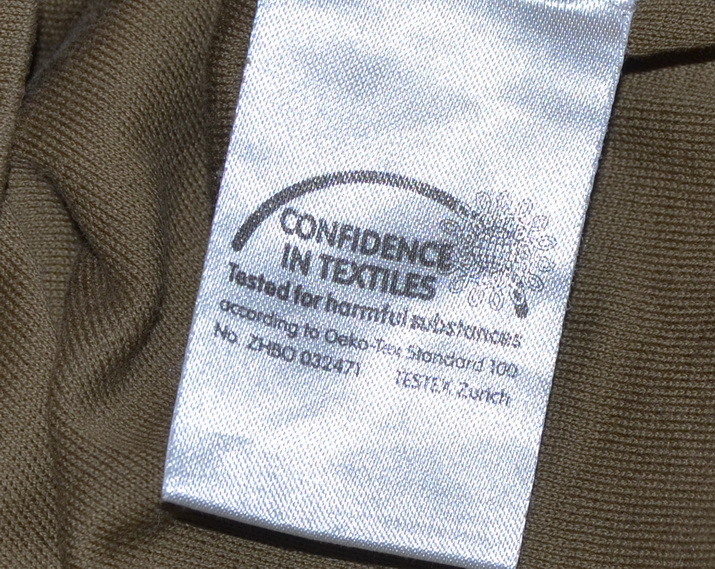 CONFIDENCE
IN TEXTILES
Tested for harmful substances
according to Oeko-Tex Standard 100
No. ZHBO 032471 TESTEX Zurich